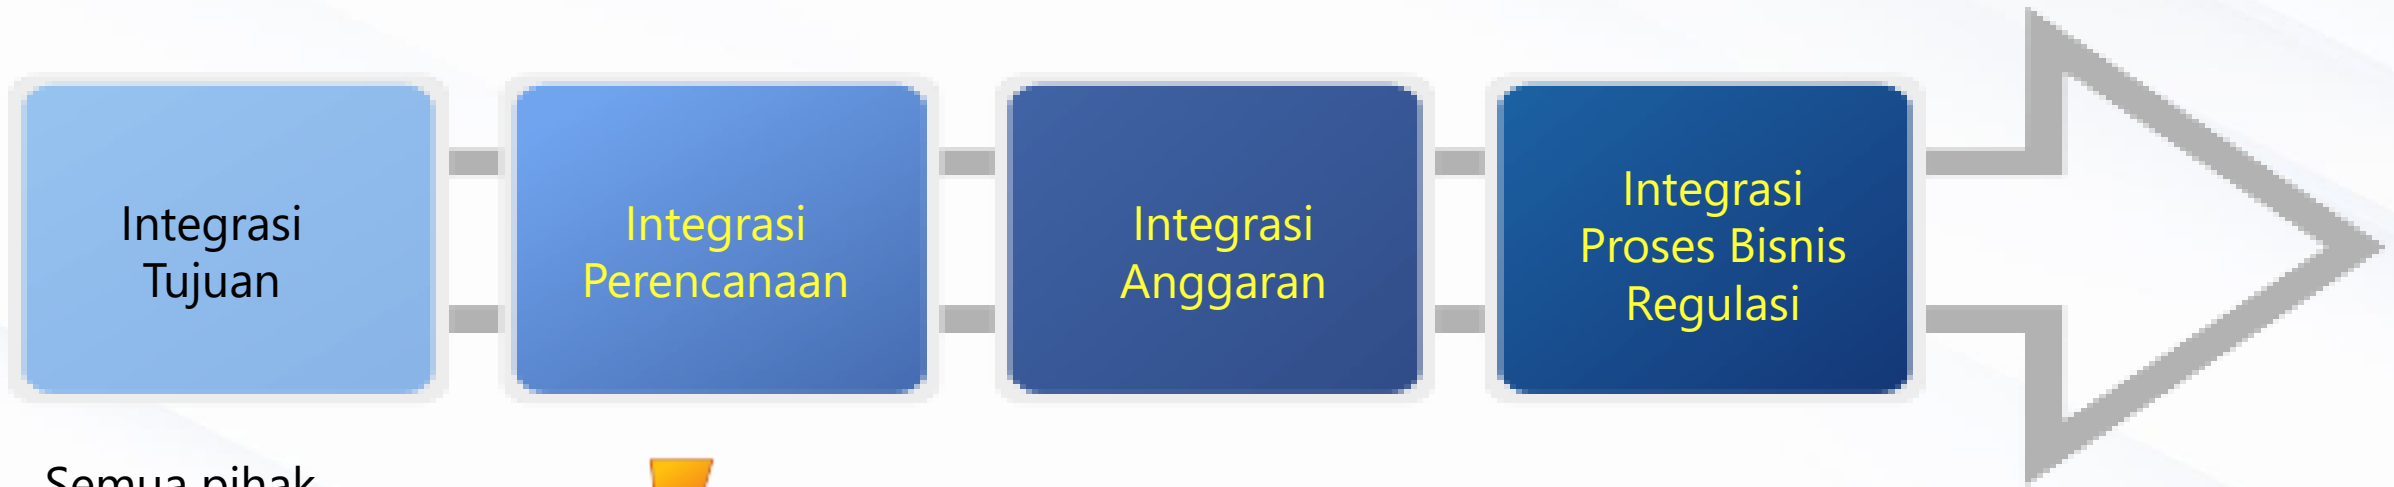 Integrasi
Tujuan
Integrasi
Perencanaan
Integrasi
Anggaran
Integrasi
Proses Bisnis
Regulasi
Semua pihak